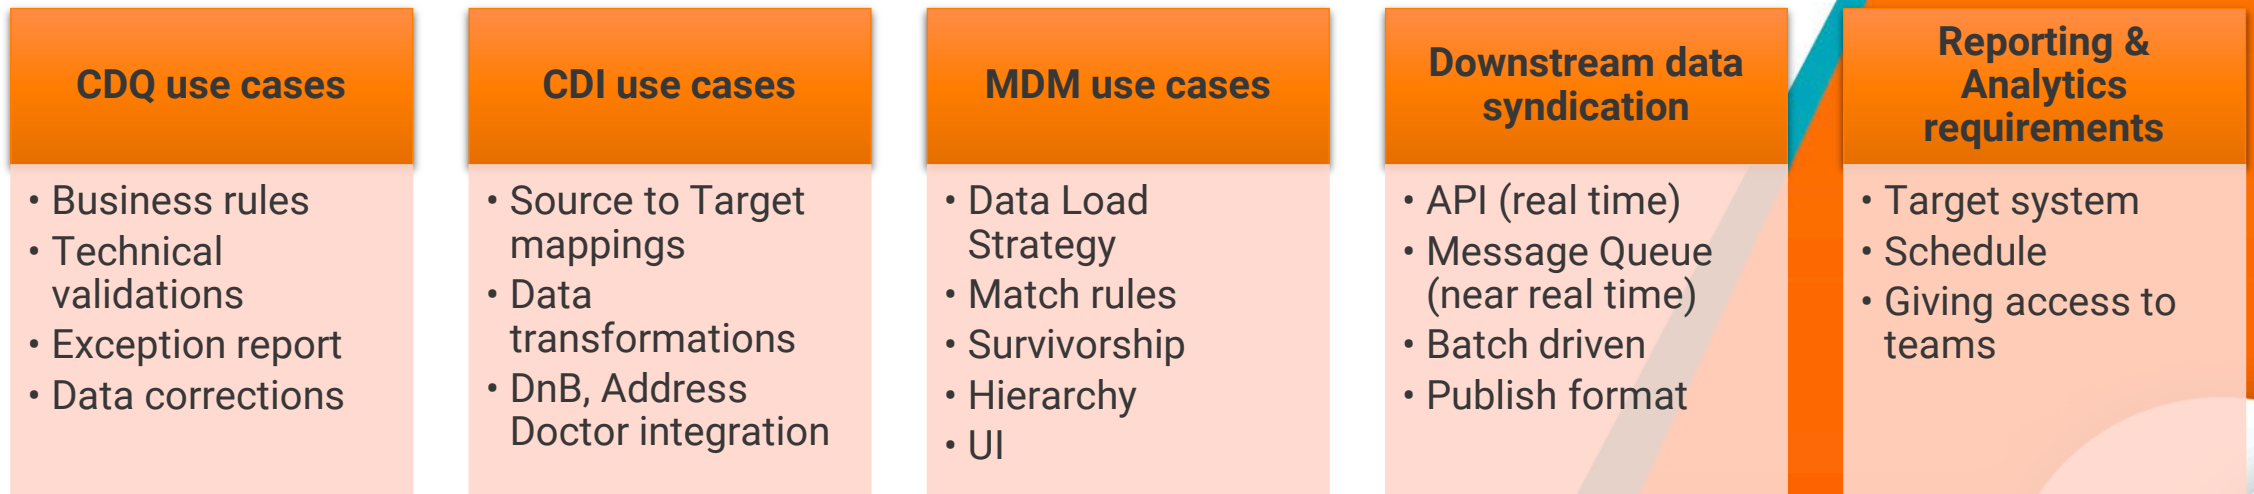 CDQ use cases
• Business rules
• Technical
validations
• Exception report
• Data corrections
CDI use cases
• Source to Target
mappings
• Data
transformations
• DnB, Address
Doctor integration
MDM use cases
• Data Load
Strategy
• Match rules
• Survivorship
• Hierarchy
• UI
Downstream data
syndication
• API (real time)
• Message Queue
(near real time)
• Batch driven
• Publish format
Reporting &
Analytics
requirements
• Target system
• Schedule
• Giving access to
teams